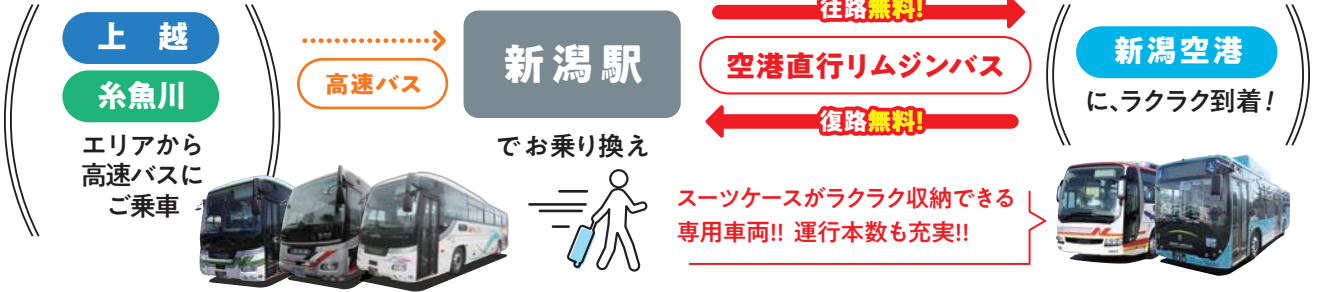 上越
糸魚川
エリアから
高速バスに
ご乗車
高速バス
新潟駅
でお乗り換え
往路無料!
空港直行リムジンバス
復路無料!
スーツケースがラクラク収納できる
専用車両!! 運行本数も充実!!
新潟空港
に、ラクラク到着!